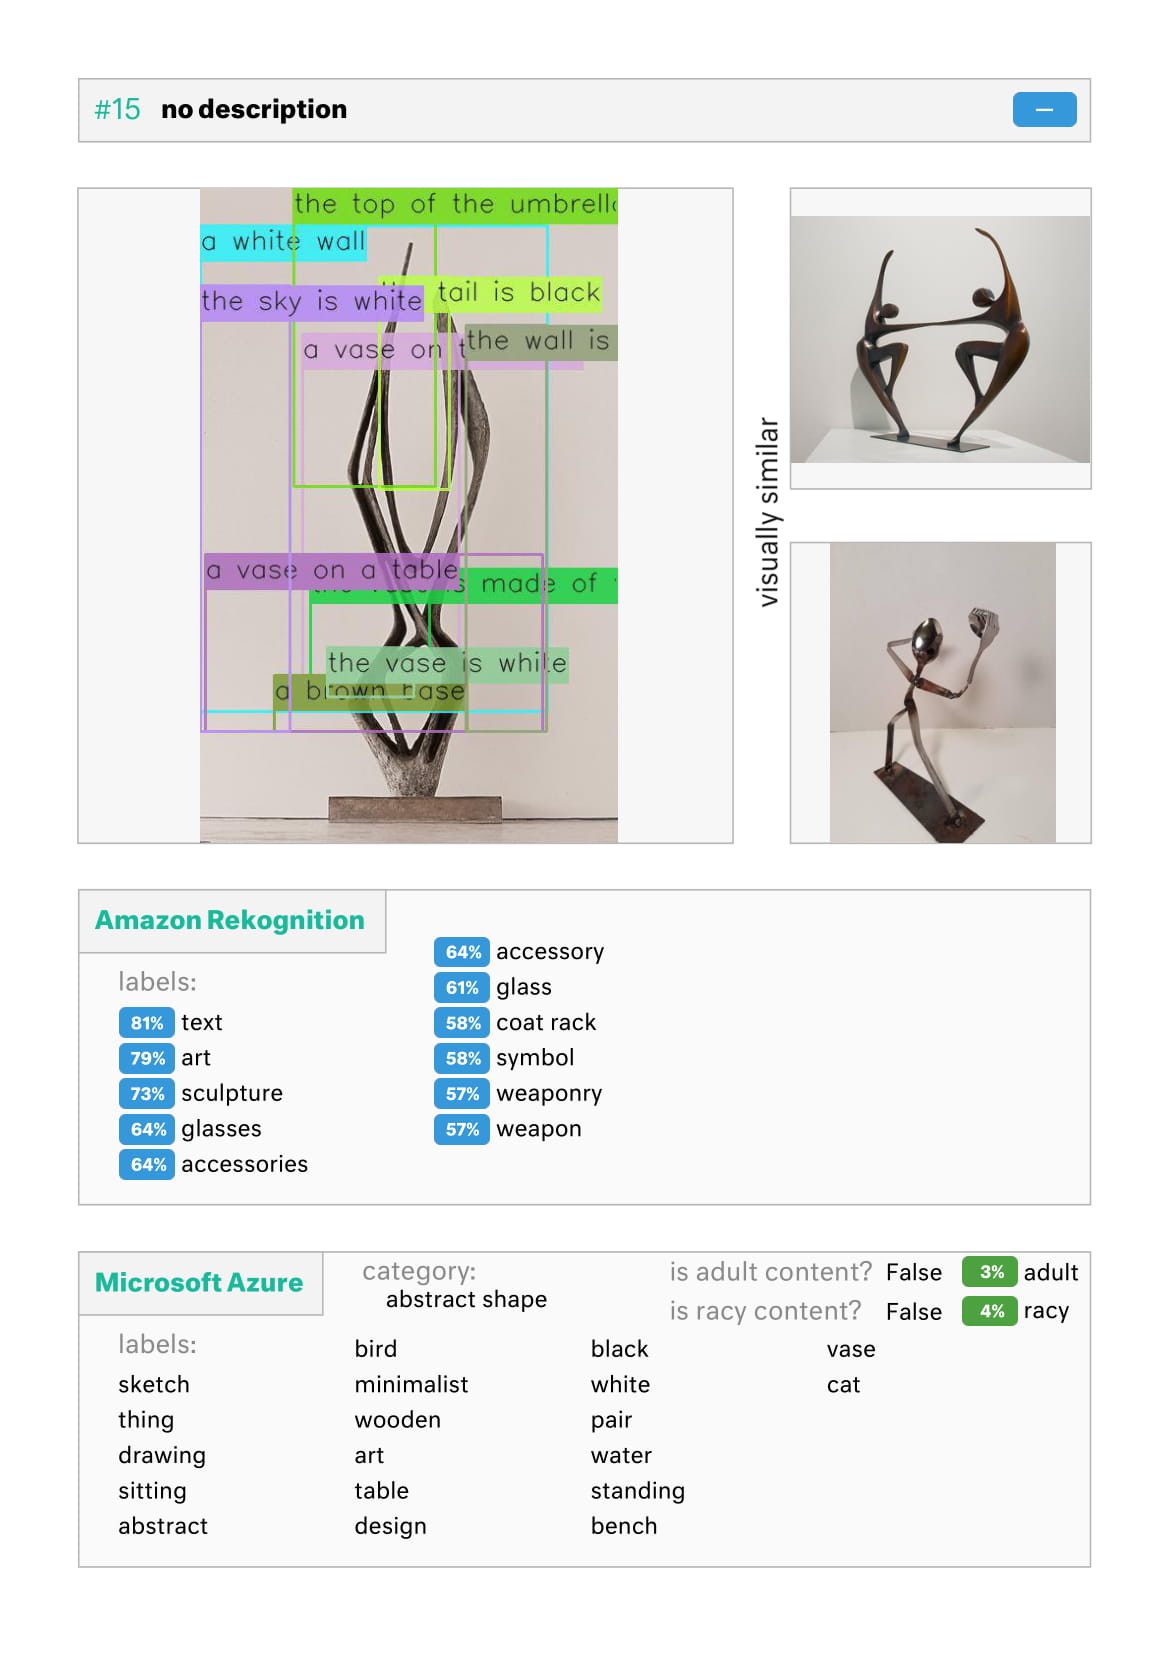 #15 no description
—
the top of the umbrell
a white wall
tail is black
the sky is white
the wall is
a vase on
a vase on a table
is made of
the vase is white
a brown base
visually similar
Amazon Rekognition
labels:
81% text
79% art
73% sculpture
64% glasses
64% accessories
64% accessory
61% glass
58% coat rack
58% symbol
57% weaponry
57% weapon
Microsoft Azure
category:
abstract shape
is adult content? False 3% adult
is racy content? False 4% racy
labels:
sketch
thing
drawing
sitting
abstract
bird
minimalist
wooden
art
table
design
black
white
pair
water
standing
bench
vase
cat